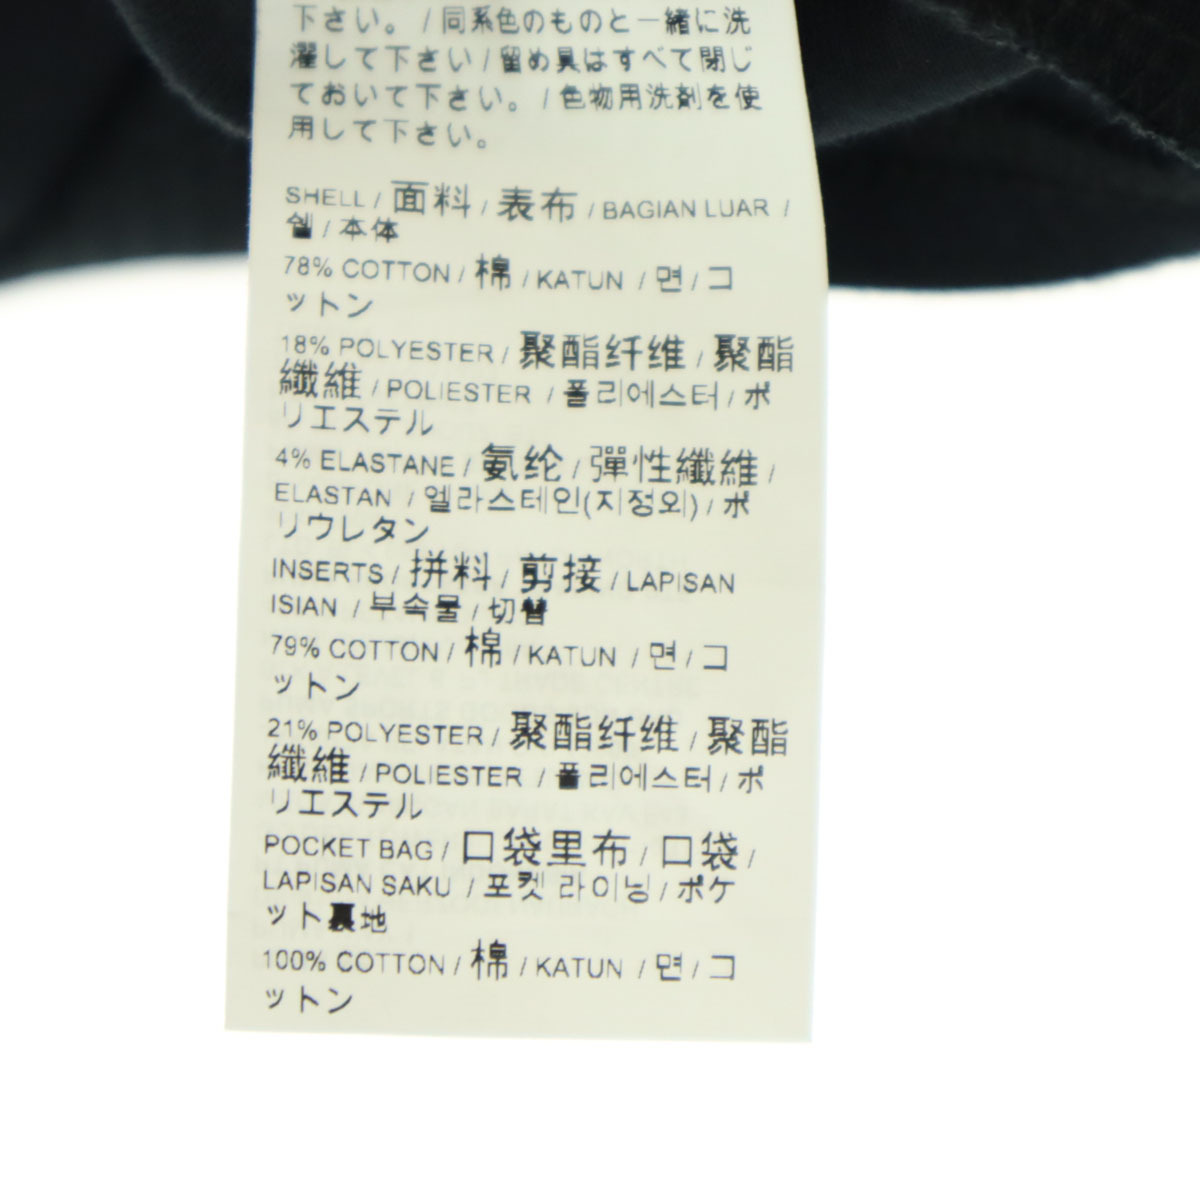 下さい。/同系色のものと一緒に洗
濯して下さい/留め具はすべて閉じ
ておいて下さい。/色物用洗剤を使
用して下さい。
SHELL / 面料 / 表布 / BAGIAN LUAR /
쉘 / 本体
78% COTTON / 棉 / KATUN / 면 / コ
ットン
18% POLYESTER / 聚酯纤维 / 聚酯
纖維 / POLIESTER / 폴리에스터 / ポ
リエステル
4% ELASTANE / 氨纶 / 彈性纖維 /
ELASTAN / 엘라스테인(지정외) / ポ
リウレタン
INSERTS / 拼料 / 剪接 / LAPISAN
ISIAN / 부속물 / 切替
79% COTTON / 棉 / KATUN / 면 / コ
ットン
21% POLYESTER / 聚酯纤维 / 聚酯
纖維 / POLIESTER / 폴리에스터 / ポ
リエステル
POCKET BAG / 口袋里布 / 口袋 /
LAPISAN SAKU / 포켓 라이닝 / ポケ
ット裏地
100% COTTON / 棉 / KATUN / 면 / コ
ットン